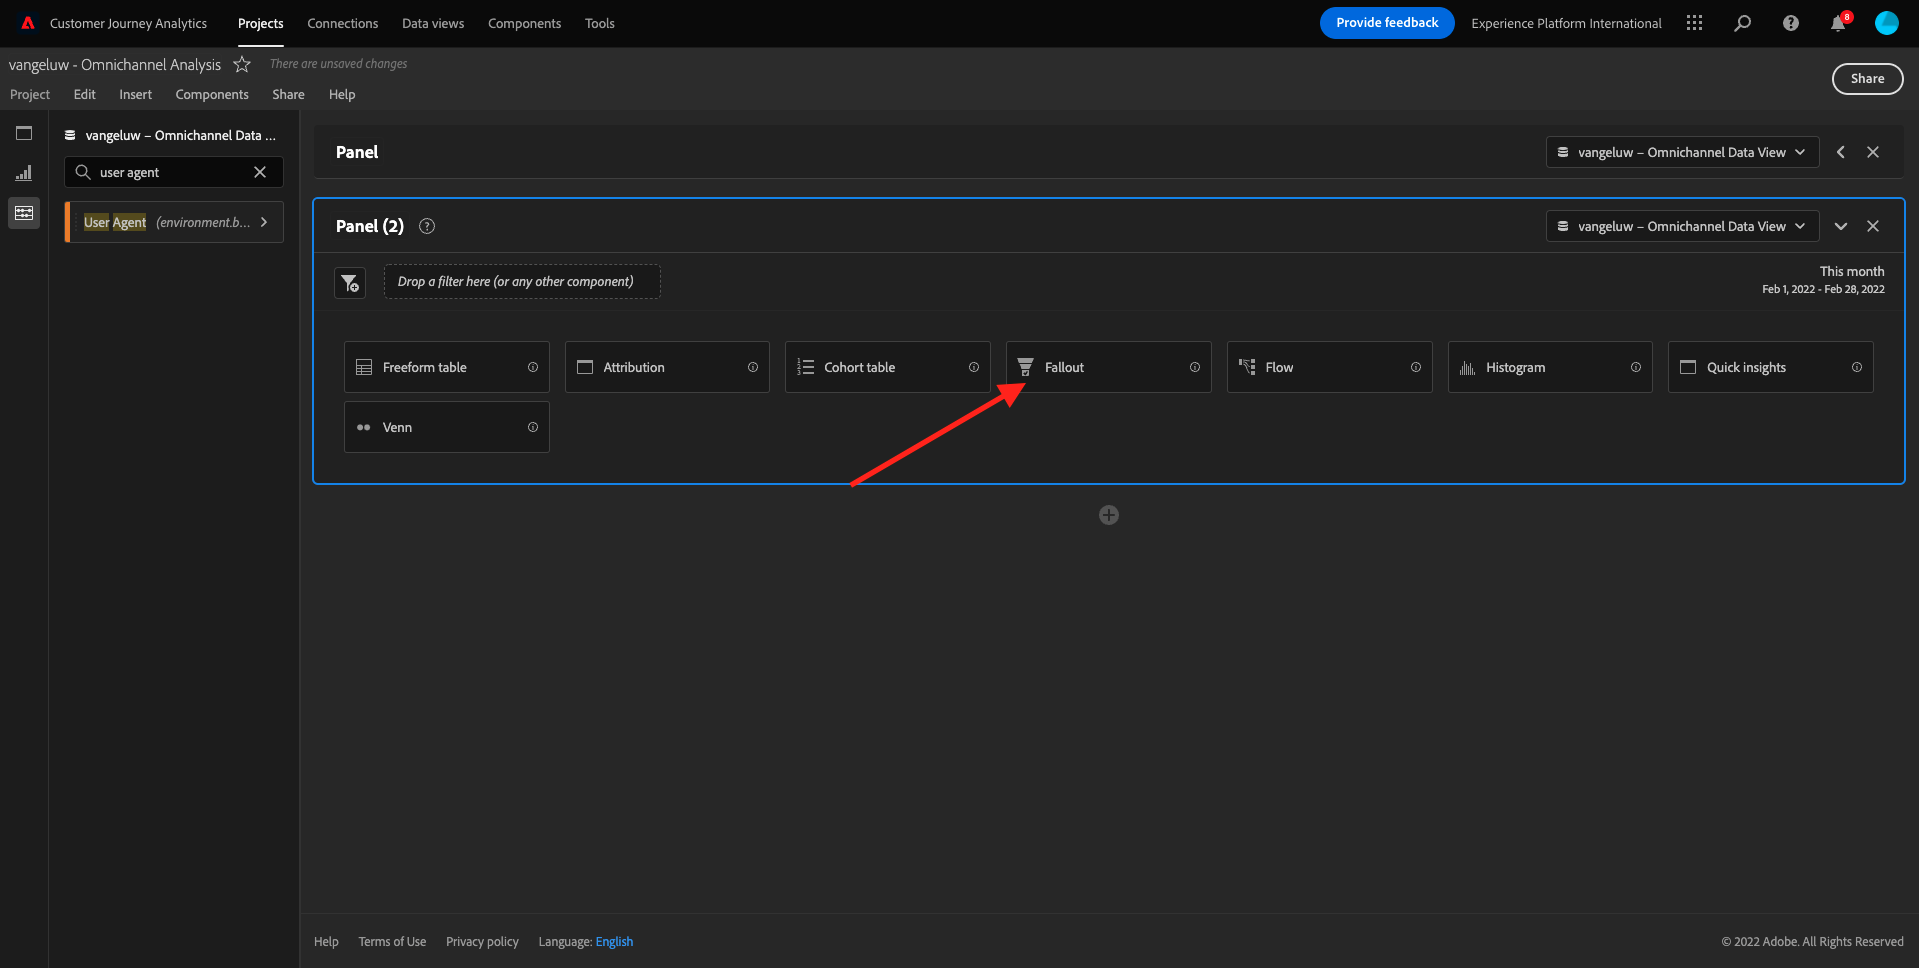 Customer Journey Analytics Projects Connections Data views Components Tools Provide feedback Experience Platform International 8
vangeluw - Omnichannel Analysis There are unsaved changes
Project Edit Insert Components Share Help Share
vangeluw – Omnichannel Data ...
user agent
User Agent (environment.b...
Panel vangeluw – Omnichannel Data View
Panel (2) vangeluw – Omnichannel Data View
Drop a filter here (or any other component)
This month
Feb 1, 2022 - Feb 28, 2022
Freeform table Attribution Cohort table Fallout Flow Histogram Quick insights
Venn
Help Terms of Use Privacy policy Language: English © 2022 Adobe. All Rights Reserved